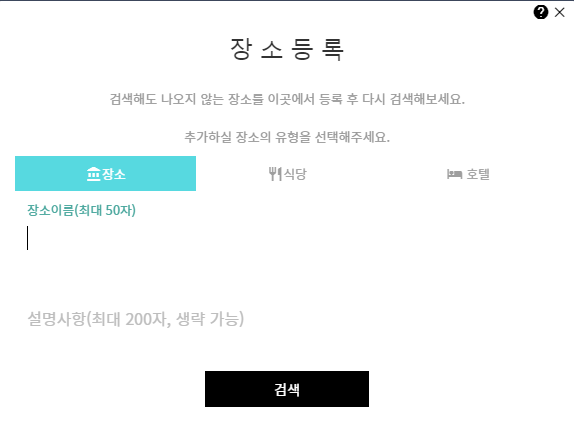 장소등록
검색해도 나오지 않는 장소를 이곳에서 등록 후 다시 검색해보세요.
추가하실 장소의 유형을 선택해주세요.
장소 식당 호텔
장소이름(최대 50자)
설명사항(최대 200자, 생략 가능)
검색